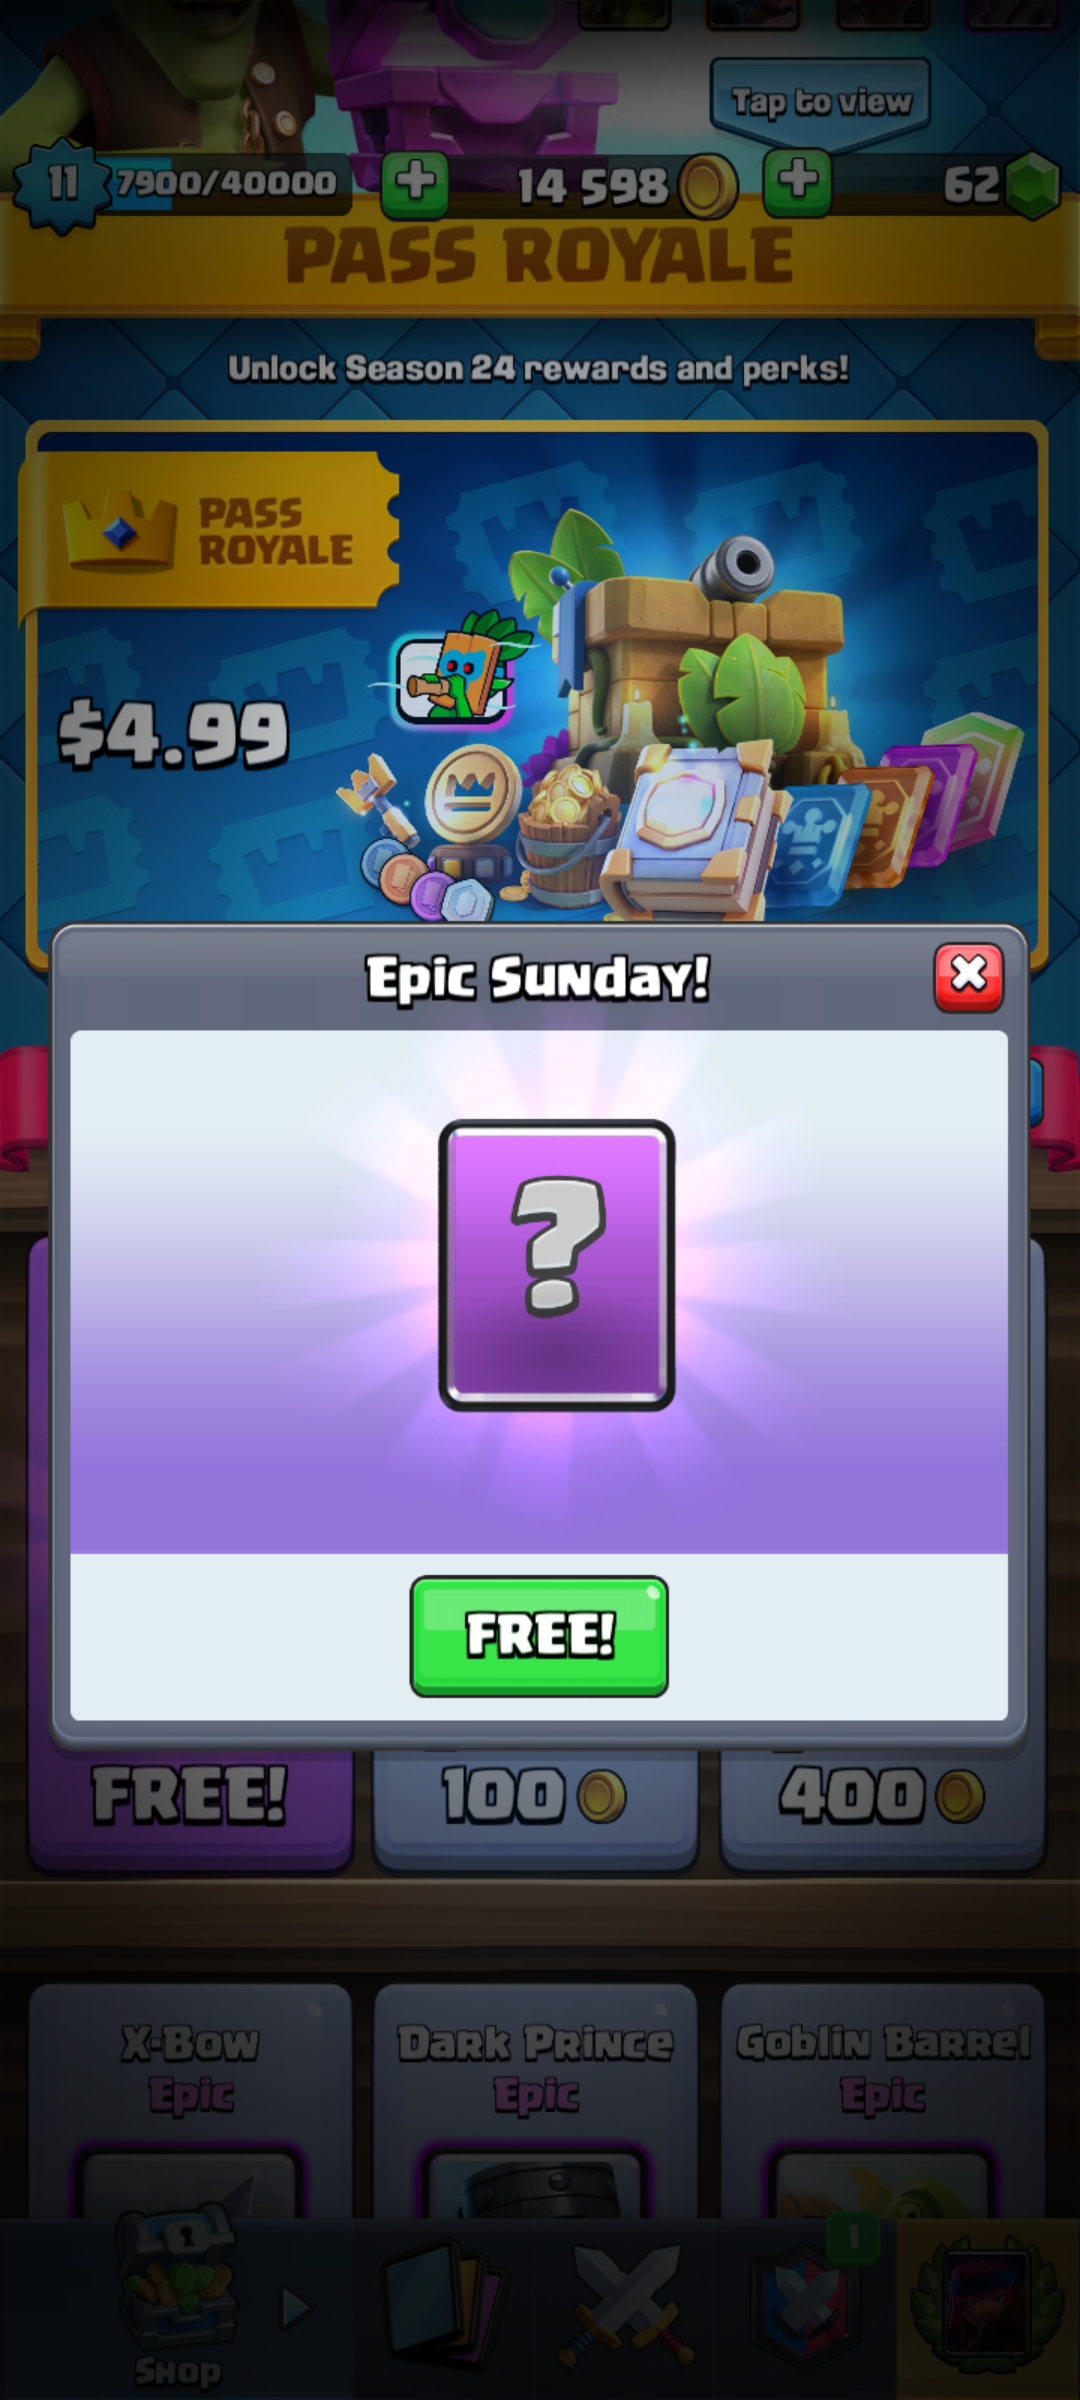 Tap to view
11
7900/40000
14 598
62
PASS ROYALE
Unlock Season 24 rewards and perks!
PASS
ROYALE
$4.99
Epic Sunday!
?
FREE!
FREE!
100
400
X-Bow
Epic
Dark Prince
Epic
Goblin Barrel
Epic
1
Shop